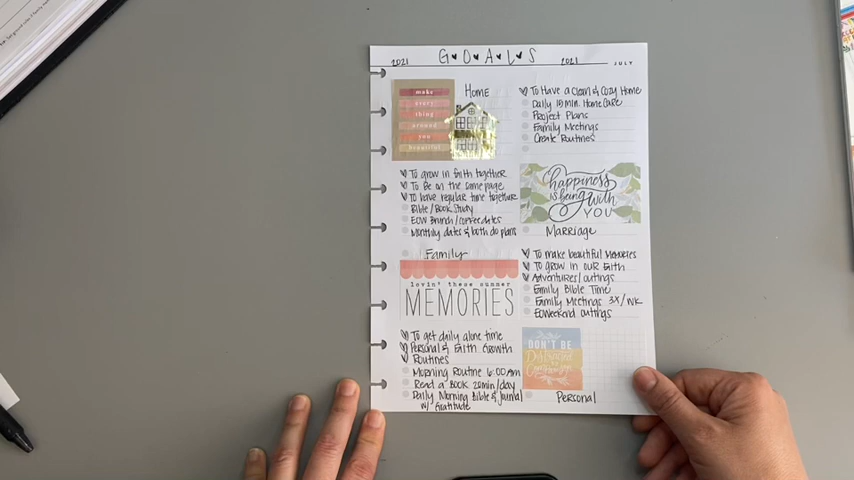 2021
G♥O♥A♥L♥S
2021
JULY
make
every
thing
around
you
beautiful
Home
♥ To Have a Clean & Cozy Home
Daily 10 min. Home Care
Project Plans
Family Meetings
Create Routines
♥ To grow in faith together
♥ To Be on the same page
♥ To have regular time together
Bible/Book Study
EOW Brunch/coffee dates
Monthly dates & both do plans
happiness
is being
with
YOU
Marriage
Family
lovin' these summer
MEMORIES
♥ To make beautiful Memories
♥ To grow in our Faith
♥ Adventures/outings
Family Bible Time
Family Meetings 3x/wk
EOWeekend outings
♥ To get daily alone time
♥ Personal & Faith Growth
♥ Routines
Morning Routine 6:00AM
Read a Book 20min/day
Daily Morning Bible & Journal
w/ Gratitude
DON'T BE
Distracted
by
Comparison
Personal